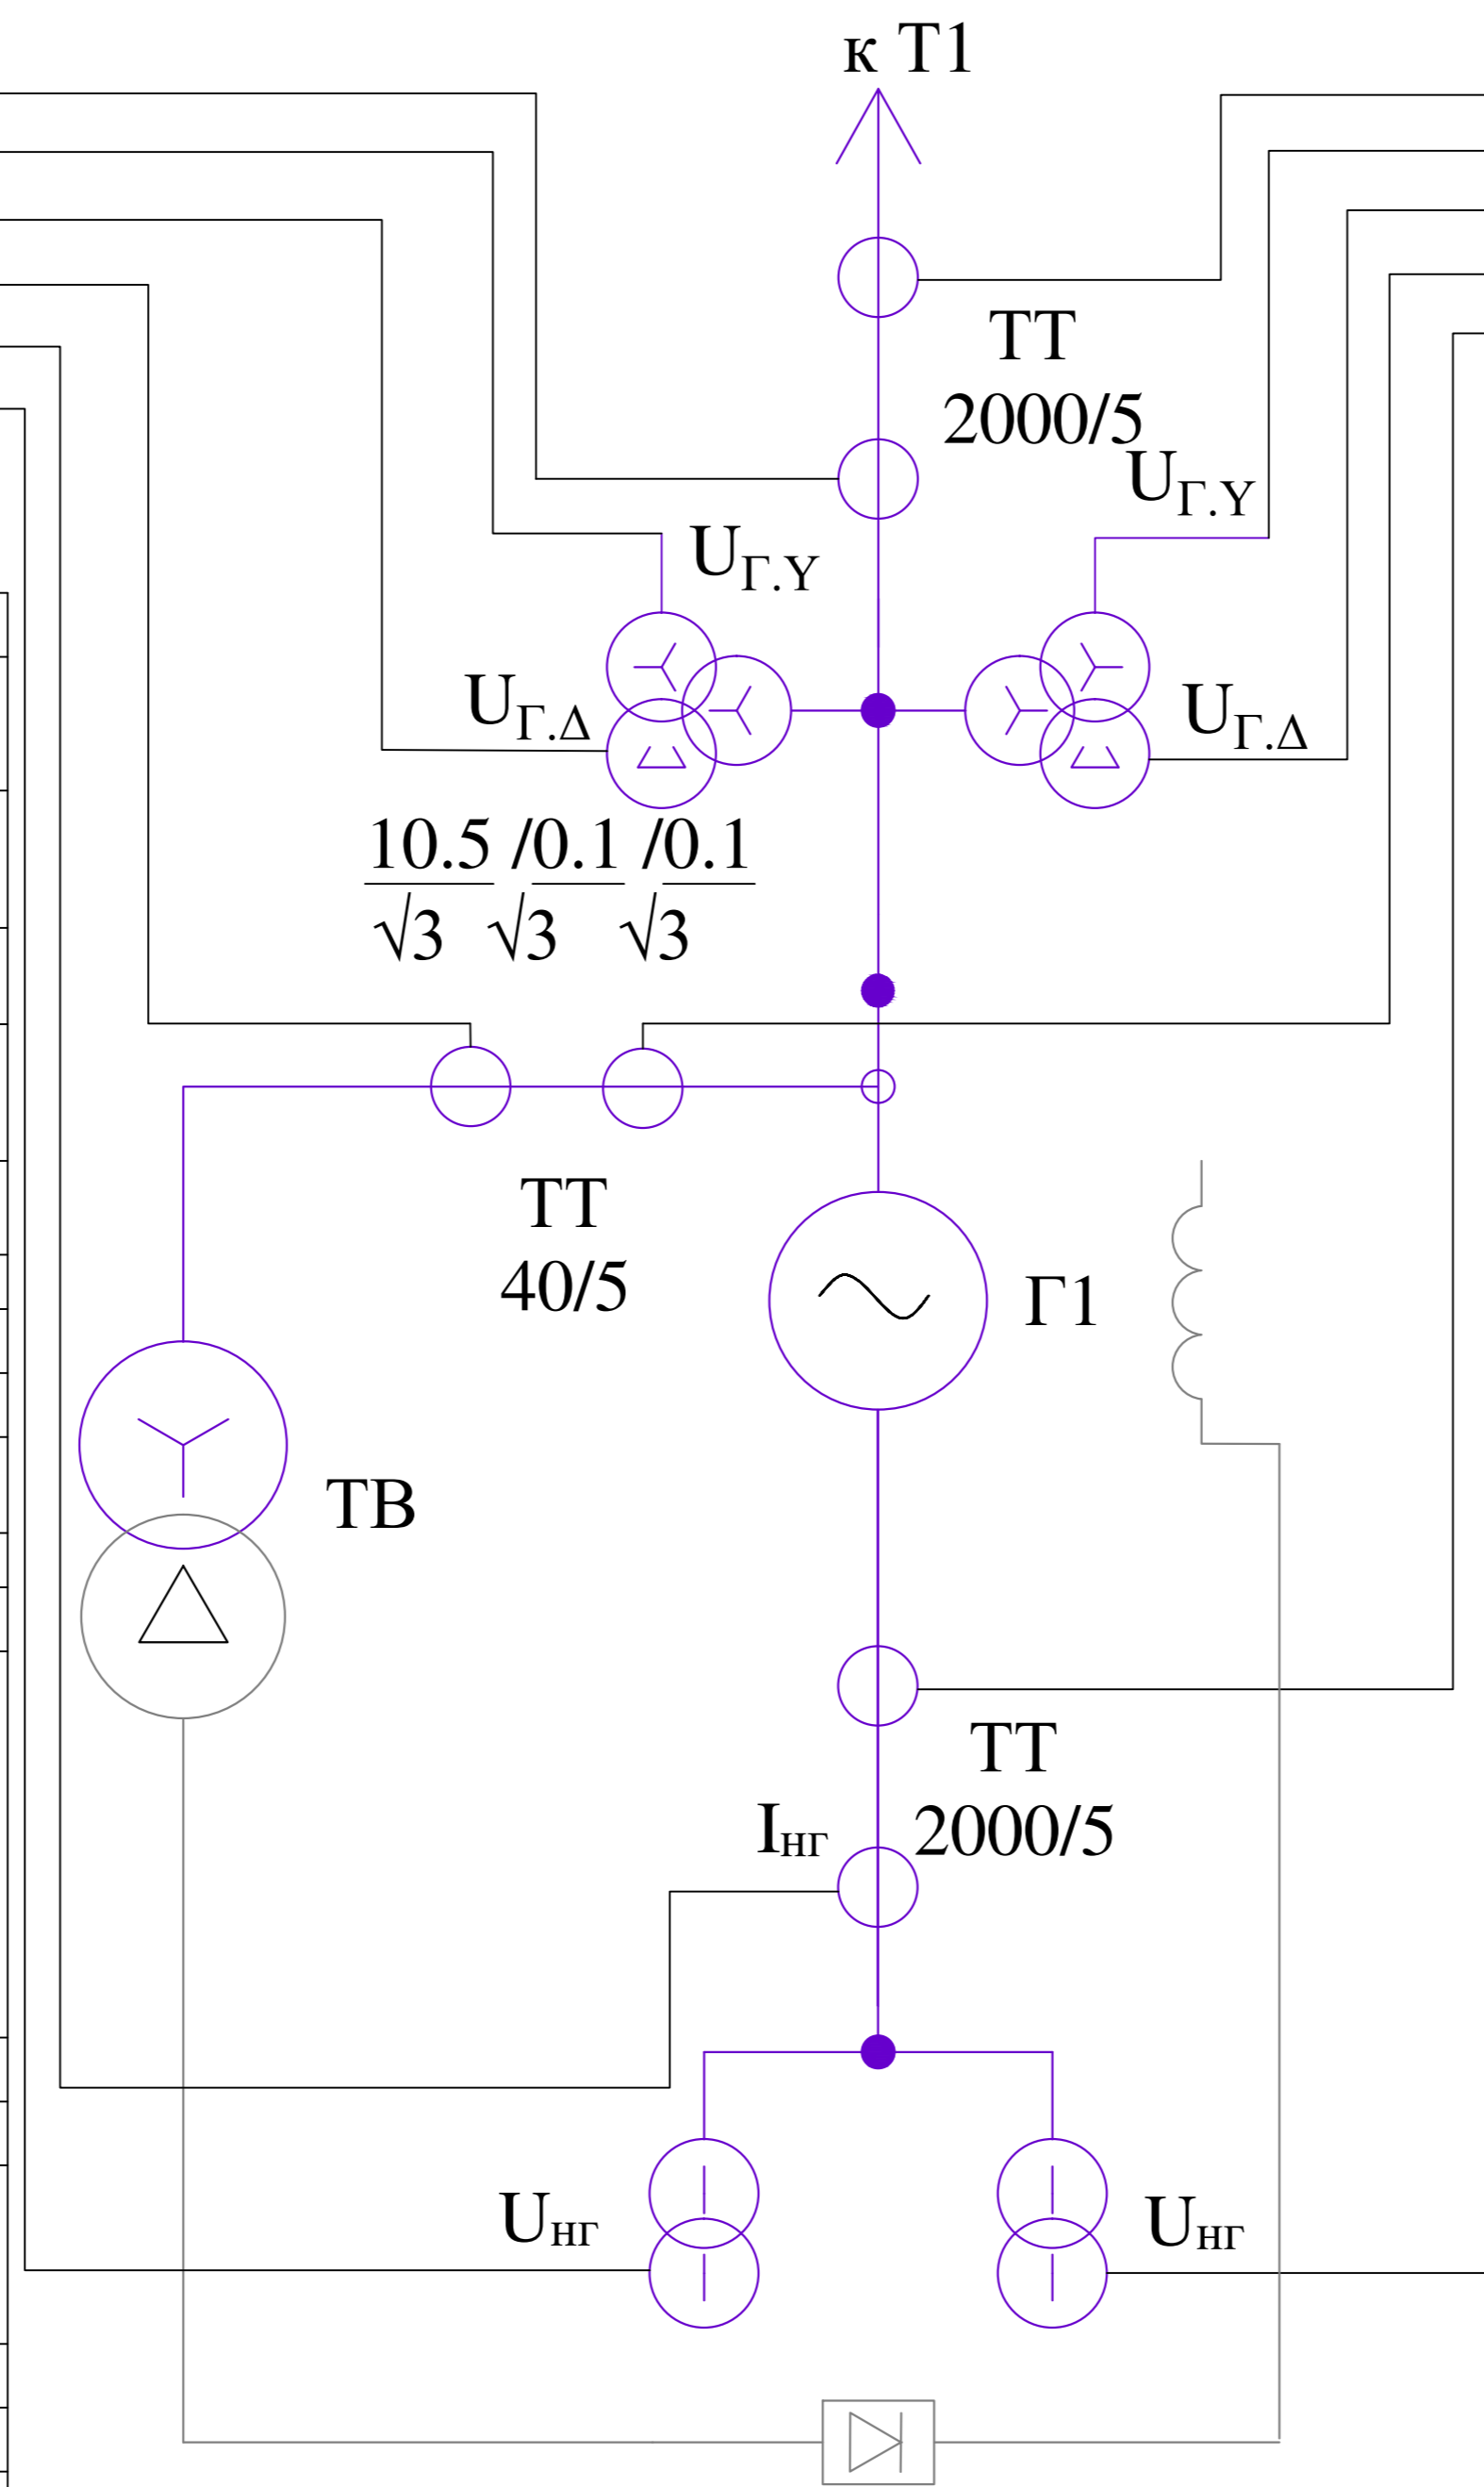 к Т1
ТТ
2000/5
UГ.Y
UГ.Y
UГ.Δ
UГ.Δ
10.5 /0.1 /0.1
√3 √3 √3
ТТ
40/5
Г1
ТВ
ТТ
2000/5
Iнг
Uнг
Uнг